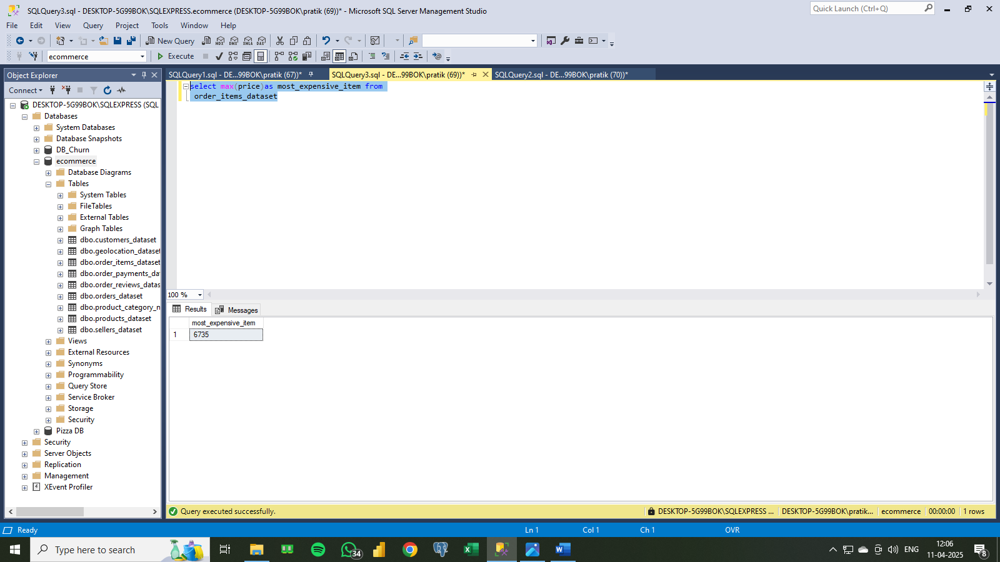 SQLQuery3.sql - DESKTOP-5G99BOK\SQLEXPRESS.ecommerce (DESKTOP-5G99BOK\pratik (69))* - Microsoft SQL Server Management Studio
Quick Launch (Ctrl+Q)
File Edit View Query Project Tools Window Help
New Query
MDX DMX XMLA DAX
ecommerce
Execute
Object Explorer
Connect
DESKTOP-5G99BOK\SQLEXPRESS (SQL
Databases
System Databases
Database Snapshots
DB_Churn
ecommerce
Database Diagrams
Tables
System Tables
FileTables
External Tables
Graph Tables
dbo.customers_dataset
dbo.geolocation_dataset
dbo.order_items_dataset
dbo.order_payments_da
dbo.order_reviews_datas
dbo.orders_dataset
dbo.product_category_n
dbo.products_dataset
dbo.sellers_dataset
Views
External Resources
Synonyms
Programmability
Query Store
Service Broker
Storage
Security
Pizza DB
Security
Server Objects
Replication
Management
XEvent Profiler
SQLQuery1.sql - DE...99BOK\pratik (67))*
SQLQuery3.sql - DE...99BOK\pratik (69))*
SQLQuery2.sql - DE...99BOK\pratik (70))*
select max(price)as most_expensive_item from
order_items_dataset
100 %
Results Messages
most_expensive_item
1 6735
Query executed successfully.
DESKTOP-5G99BOK\SQLEXPRESS ... DESKTOP-5G99BOK\pratik... ecommerce 00:00:00 1 rows
Ready Ln 1 Col 1 Ch 1 OVR
Type here to search
34
ENG
12:06
11-04-2025
8